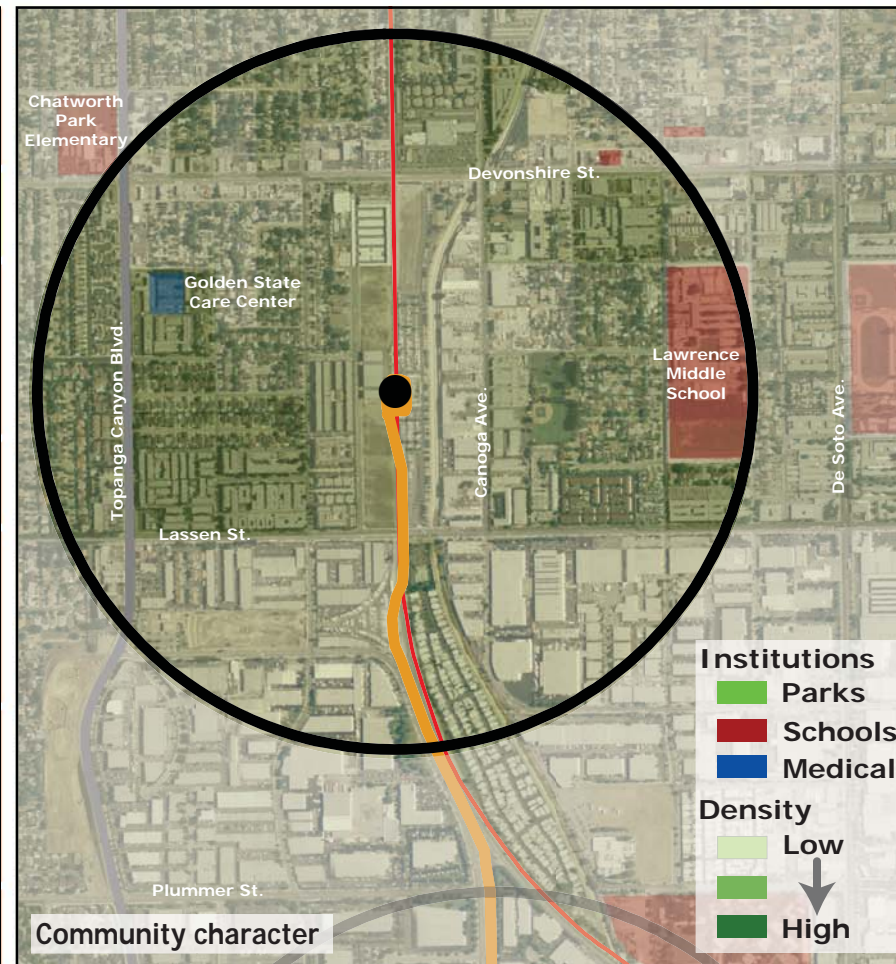 Chatworth
Park
Elementary
Devonshire St.
Golden State
Care Center
Topanga Canyon Blvd.
Lawrence
Middle
School
Canoga Ave.
De Soto Ave.
Lassen St.
Institutions
Parks
Schools
Medical
Density
Low
High
Plummer St.
Community character